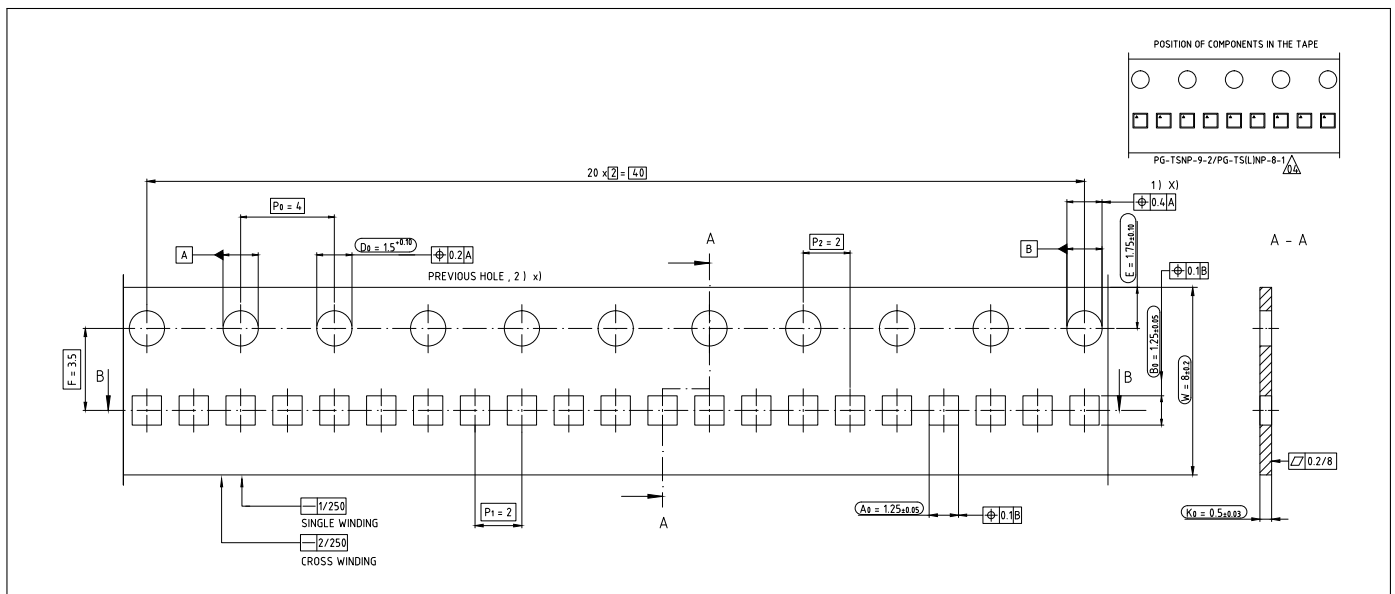 POSITION OF COMPONENTS IN THE TAPE
PG-TSNP-9-2/PG-TS(L)NP-8-1
04
20 x 2 = 40
1) X)
⌖ 0.4 A
P0 = 4
A
D0 = 1.5 +0.10
⌖ 0.2 A
PREVIOUS HOLE , 2 ) x)
A
P2 = 2
B
E = 1.75±0.10
A - A
⌖ 0.1 B
F = 3.5
B
B
B0 = 1.25±0.05
W = 8±0.2
⏥ 0.2/8
— 1/250
SINGLE WINDING
— 2/250
CROSS WINDING
P1 = 2
A
A0 = 1.25±0.05
⌖ 0.1 B
K0 = 0.5±0.03